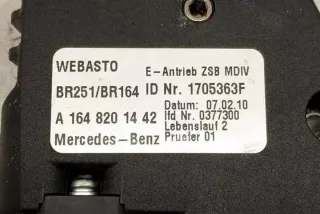 WEBASTO E-Antrieb ZSB MDIV
BR251/BR164 ID Nr. 1705363F
Datum: 07.02.10
A 164 820 14 42 lfd Nr. 0377300
Lebenslauf 2
Mercedes-Benz Pruefer 01